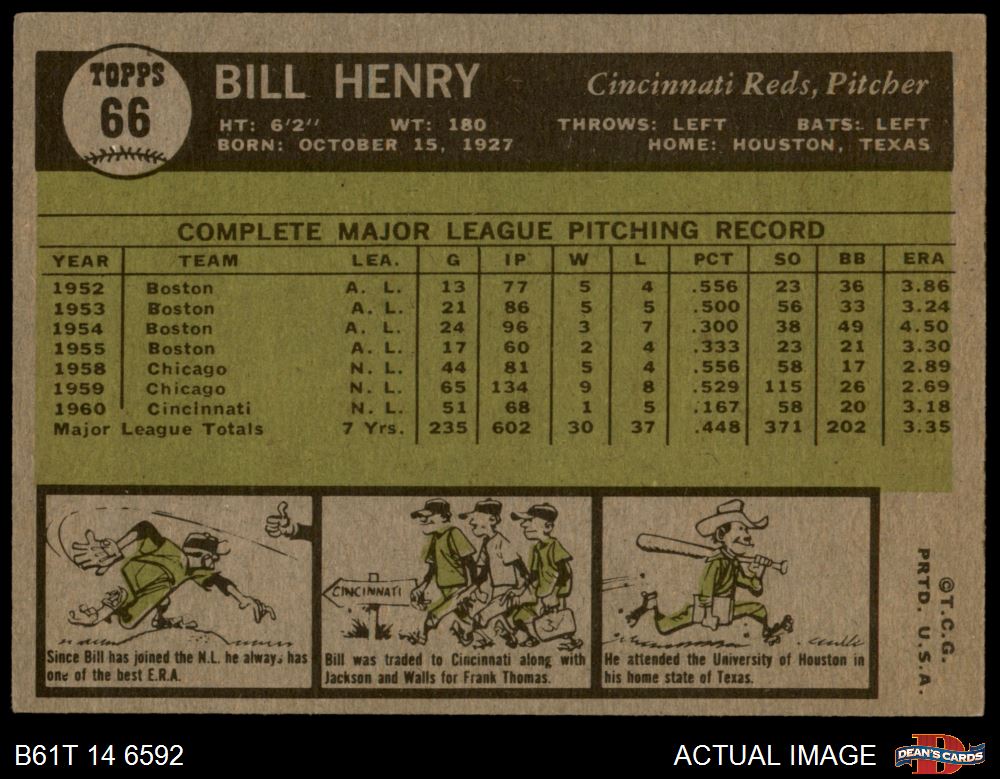 TOPPS
66
BILL HENRY
Cincinnati Reds, Pitcher
HT: 6'2" WT: 180 THROWS: LEFT BATS: LEFT
BORN: OCTOBER 15, 1927 HOME: HOUSTON, TEXAS
COMPLETE MAJOR LEAGUE PITCHING RECORD
YEAR TEAM LEA. G IP W L PCT SO BB ERA
1952 Boston A. L. 13 77 5 4 .556 23 36 3.86
1953 Boston A. L. 21 86 5 5 .500 56 33 3.24
1954 Boston A. L. 24 96 3 7 .300 38 49 4.50
1955 Boston A. L. 17 60 2 4 .333 23 21 3.30
1958 Chicago N. L. 44 81 5 4 .556 58 17 2.89
1959 Chicago N. L. 65 134 9 8 .529 115 26 2.69
1960 Cincinnati N. L. 51 68 1 5 .167 58 20 3.18
Major League Totals 7 Yrs. 235 602 30 37 .448 371 202 3.35
Since Bill has joined the N.L. he always has
one of the best E.R.A.
CINCINNATI
Bill was traded to Cincinnati along with
Jackson and Walls for Frank Thomas.
He attended the University of Houston in
his home state of Texas.
©T.C.G.
PRTD. U.S.A.
B61T 14 6592
ACTUAL IMAGE
DEAN'S CARDS